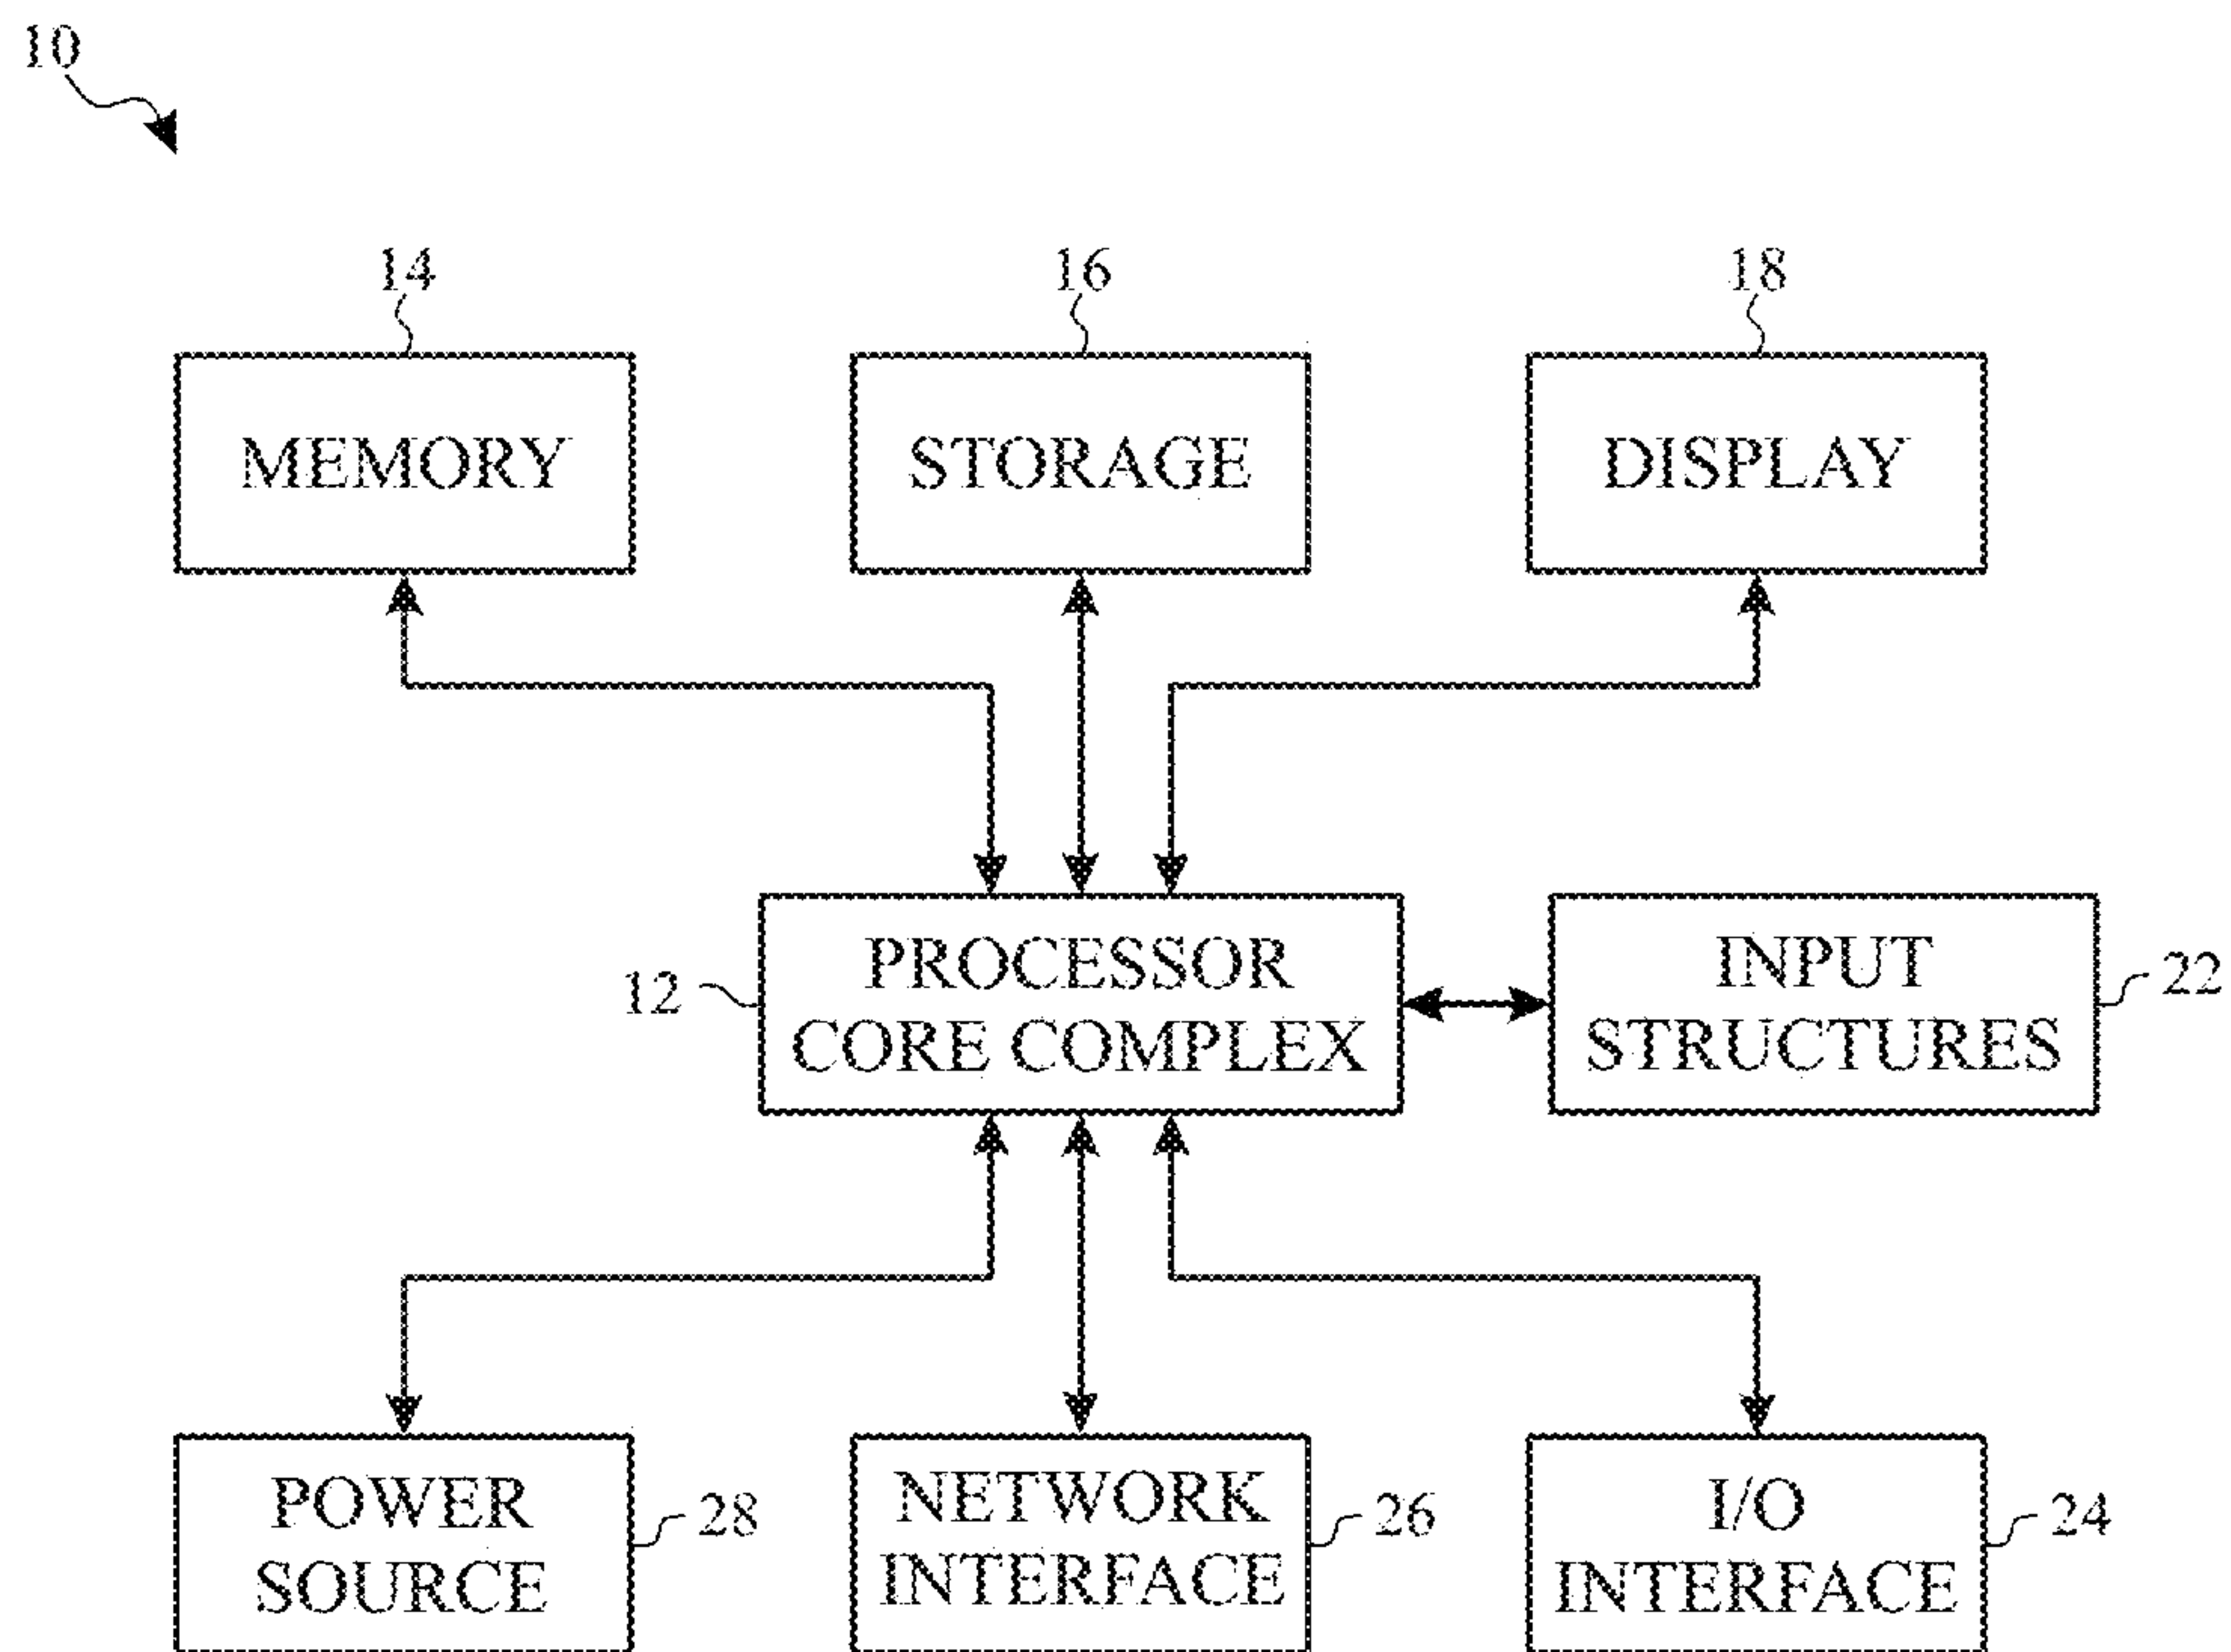 10
14
16
18
MEMORY
STORAGE
DISPLAY
12
PROCESSOR
CORE COMPLEX
INPUT
STRUCTURES
22
POWER
SOURCE
28
NETWORK
INTERFACE
26
I/O
INTERFACE
24